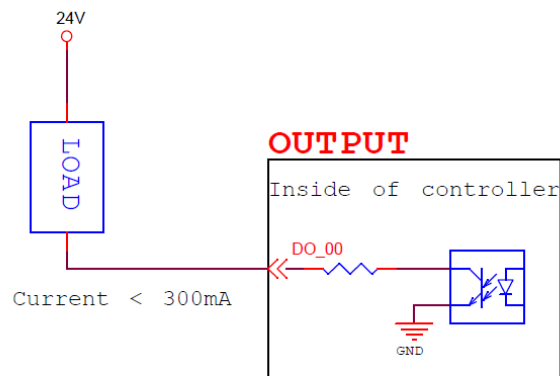 24V
LOAD
OUTPUT
Inside of controller
DO_00
Current < 300mA
GND